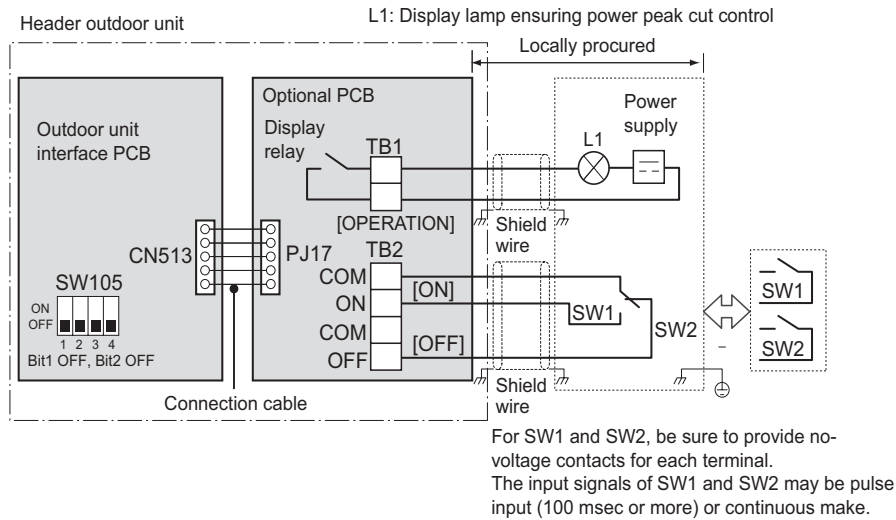 L1: Display lamp ensuring power peak cut control
Header outdoor unit
Locally procured
Outdoor unit
interface PCB
Optional PCB
Display
relay
TB1
L1
Power
supply
[OPERATION]
Shield
wire
CN513
PJ17
TB2
COM
ON
COM
OFF
[ON]
[OFF]
SW1
SW2
SW1
SW2
SW105
ON
OFF
1 2 3 4
Bit1 OFF, Bit2 OFF
Connection cable
Shield
wire
For SW1 and SW2, be sure to provide no-
voltage contacts for each terminal.
The input signals of SW1 and SW2 may be pulse
input (100 msec or more) or continuous make.